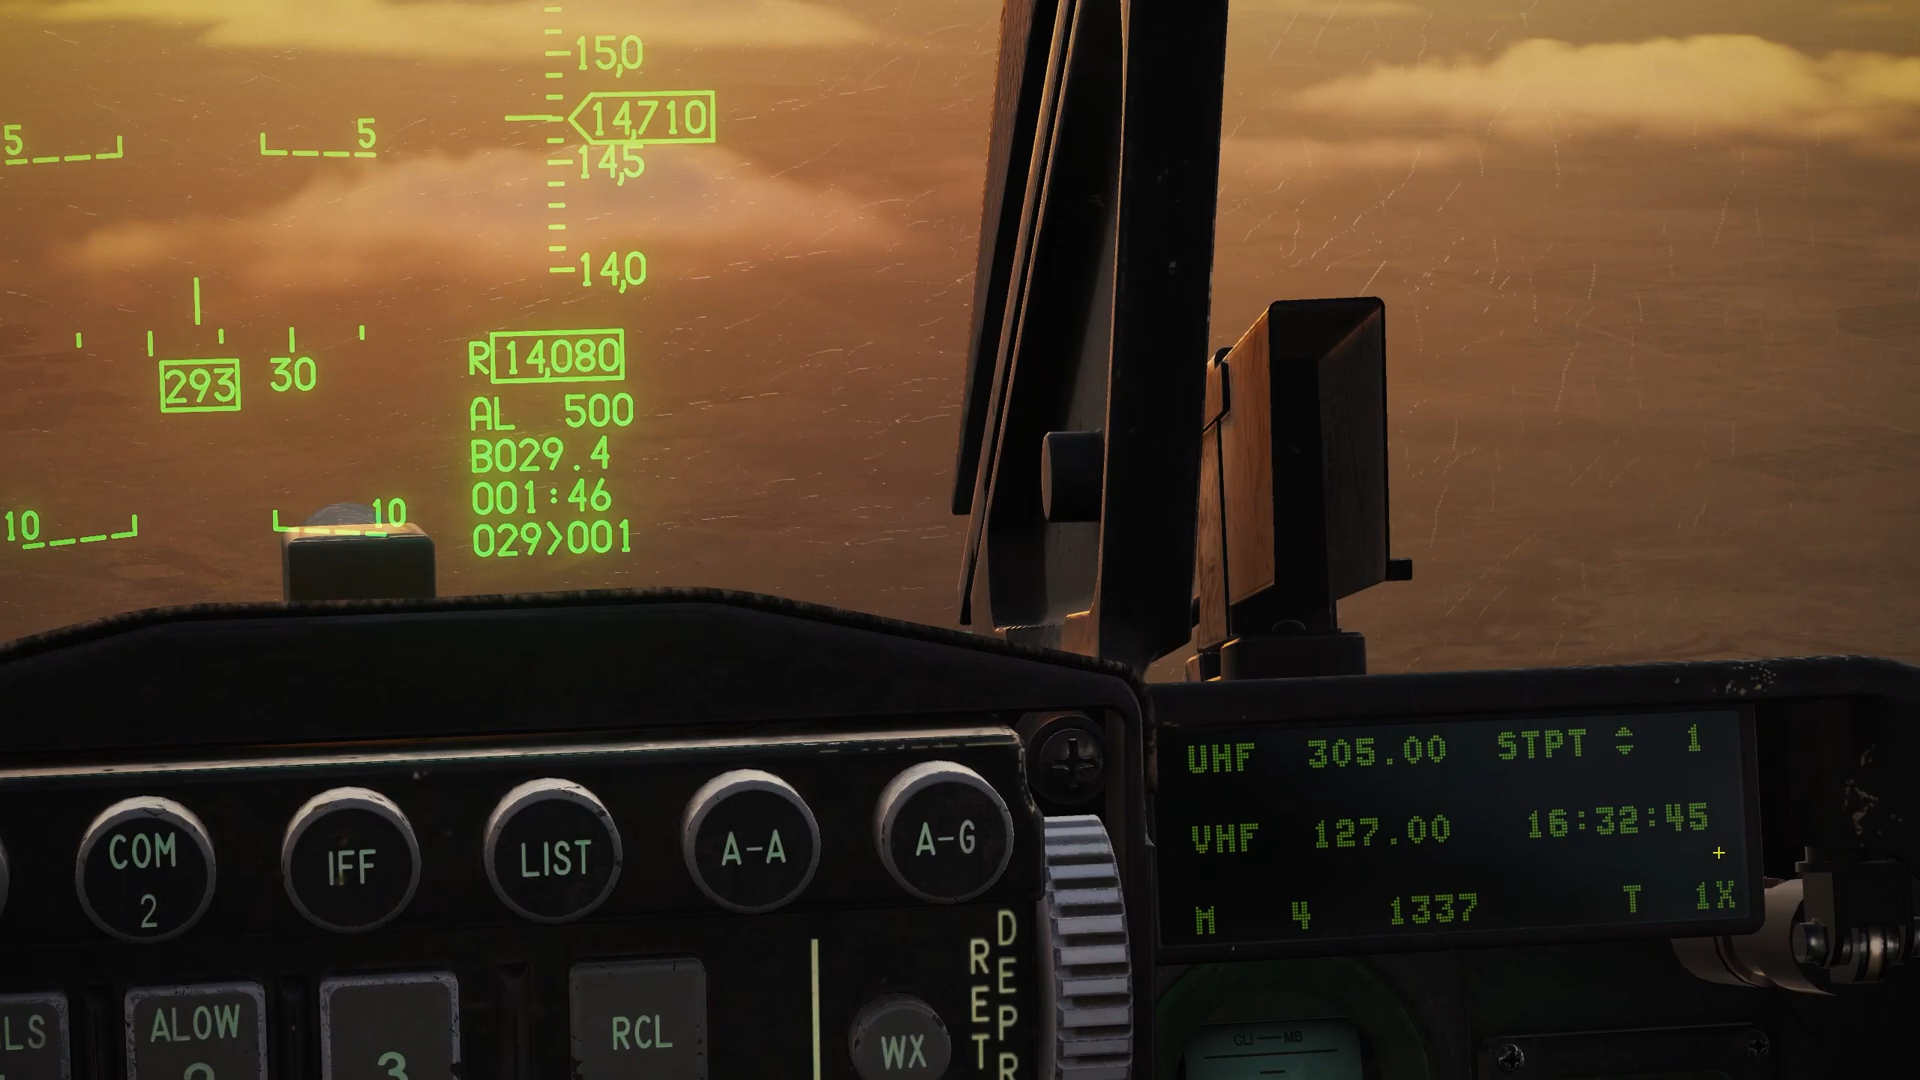 15,0
14,710
5 5
14,5
14,0
R 14,080
293 30
AL 500
B029.4
001:46
10 10
029>001
UHF 305.00 STPT 1
VHF 127.00 16:32:45
M 4 1337 T 1X
COM
2
IFF
LIST
A-A
A-G
DEPR
RET
LS
ALOW
3
RCL
WX